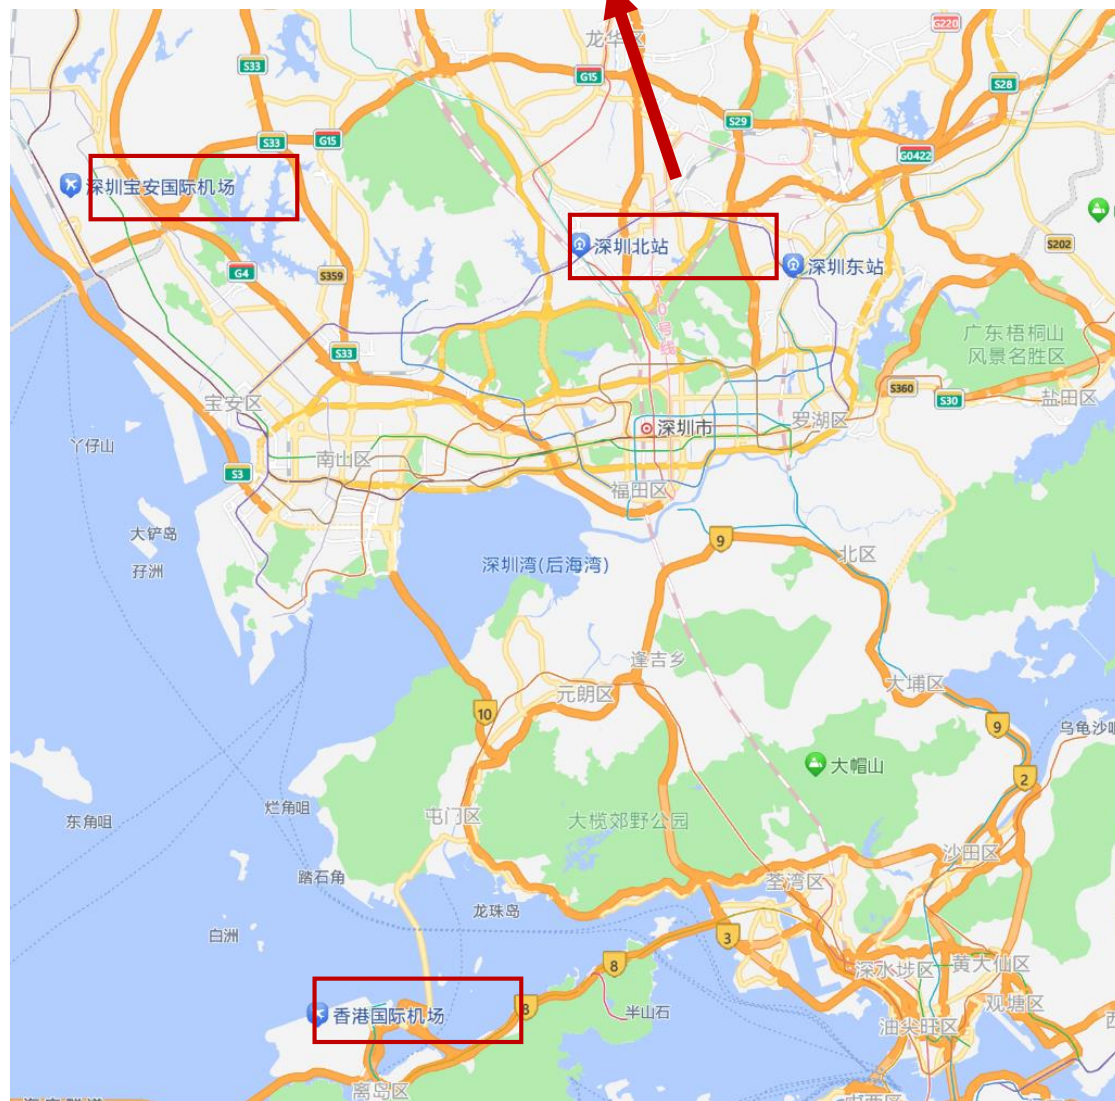 G220
龙华区
S33
G15
S28
S29
S33
G15
G0422
深圳宝安国际机场
深圳北站
S202
深圳东站
G4
S359
0号线
广东梧桐山
风景名胜区
S33
S360
S30
盐田区
宝安区
罗湖区
深圳市
丫仔山
南山区
S3
福田区
大铲岛
9
北区
深圳湾(后海湾)
孖洲
逢吉乡
大埔区
元朗区
10
9
乌龟沙咀
大帽山
2
烂角咀
屯门区
东角咀
大榄郊野公园
沙田区
踏石角
荃湾区
龙珠岛
白洲
3
8
深水埗区
黄大仙区
香港国际机场
8
半山石
观塘区
油尖旺区
西
离岛区